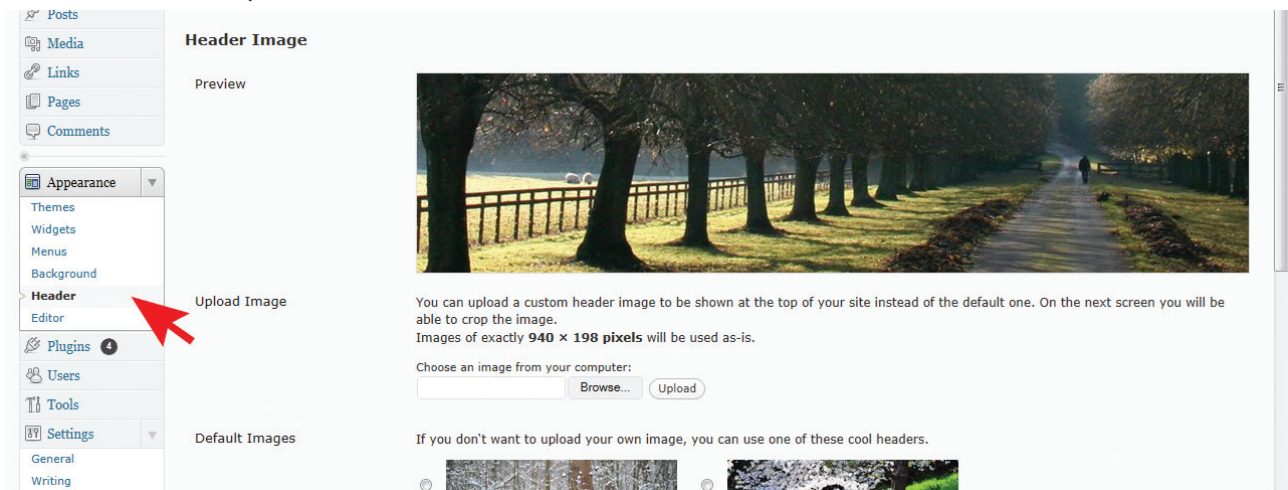 Posts
Media
Links
Pages
Comments
Appearance
Themes
Widgets
Menus
Background
Header
Editor
Plugins 4
Users
Tools
Settings
General
Writing
Header Image
Preview
Upload Image
You can upload a custom header image to be shown at the top of your site instead of the default one. On the next screen you will be
able to crop the image.
Images of exactly 940 × 198 pixels will be used as-is.
Choose an image from your computer:
Browse... Upload
Default Images
If you don't want to upload your own image, you can use one of these cool headers.